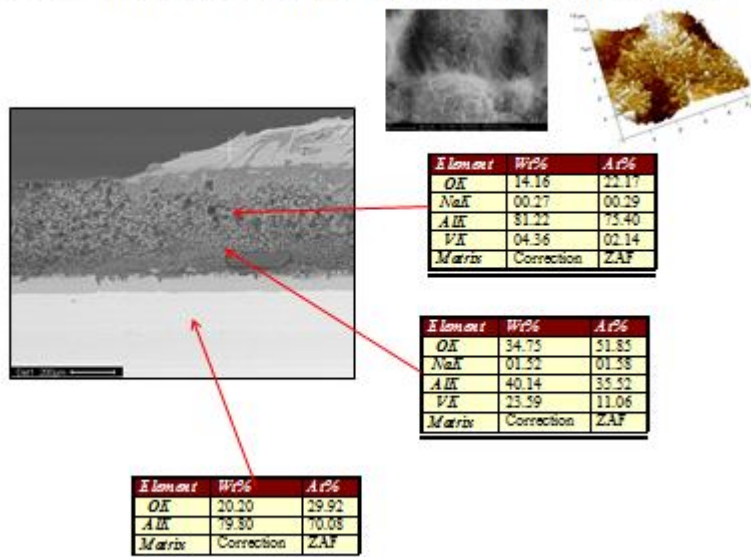 Element Wt% At%
OK 14.16 22.17
NaK 00.27 00.29
AlK 81.22 75.40
VK 04.36 02.14
Matrix Correction ZAF
Element Wt% At%
OK 34.75 51.85
NaK 01.52 01.58
AlK 40.14 35.52
VK 23.59 11.06
Matrix Correction ZAF
Element Wt% At%
OK 20.20 29.92
AlK 79.80 70.08
Matrix Correction ZAF